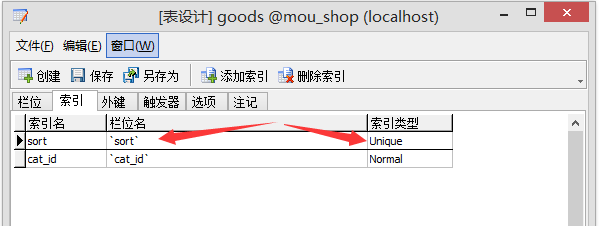 [表设计] goods @mou_shop (localhost)
文件(F) 编辑(E) 窗口(W)
创建 保存 另存为 添加索引 删除索引
栏位 索引 外键 触发器 选项 注记
索引名 栏位名 索引类型
sort `sort` Unique
cat_id `cat_id` Normal